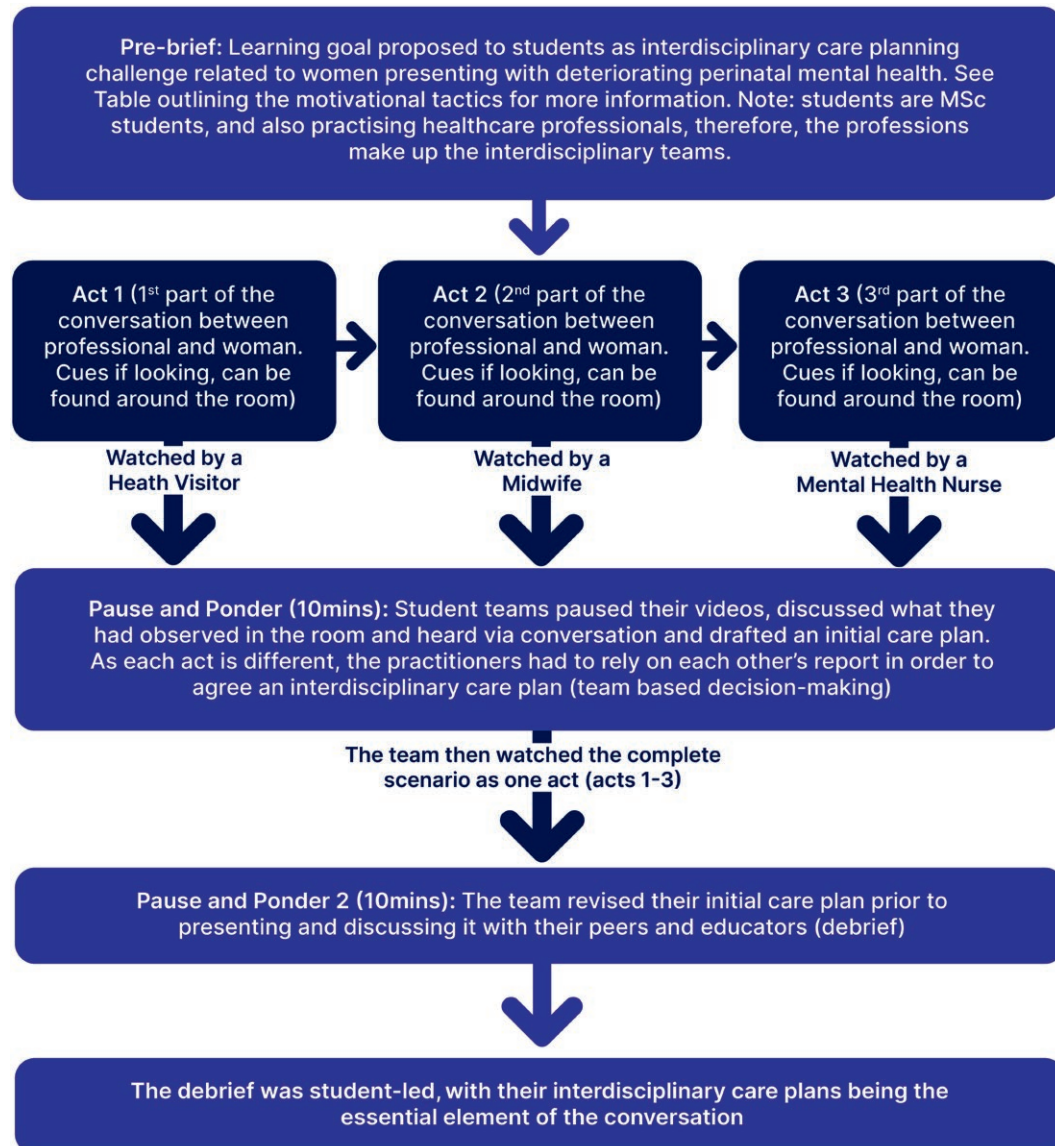 Pre-brief: Learning goal proposed to students as interdisciplinary care planning
challenge related to women presenting with deteriorating perinatal mental health. See
Table outlining the motivational tactics for more information. Note: students are MSc
students, and also practising healthcare professionals, therefore, the professions
make up the interdisciplinary teams.
Act 1 (1st part of the
conversation between
professional and woman.
Cues if looking, can be
found around the room)
Act 2 (2nd part of the
conversation between
professional and woman.
Cues if looking, can be
found around the room)
Act 3 (3rd part of the
conversation between
professional and woman.
Cues if looking, can be
found around the room)
Watched by a
Heath Visitor
Watched by a
Midwife
Watched by a
Mental Health Nurse
Pause and Ponder (10mins): Student teams paused their videos, discussed what they
had observed in the room and heard via conversation and drafted an initial care plan.
As each act is different, the practitioners had to rely on each other's report in order to
agree an interdisciplinary care plan (team based decision-making)
The team then watched the complete
scenario as one act (acts 1-3)
Pause and Ponder 2 (10mins): The team revised their initial care plan prior to
presenting and discussing it with their peers and educators (debrief)
The debrief was student-led, with their interdisciplinary care plans being the
essential element of the conversation